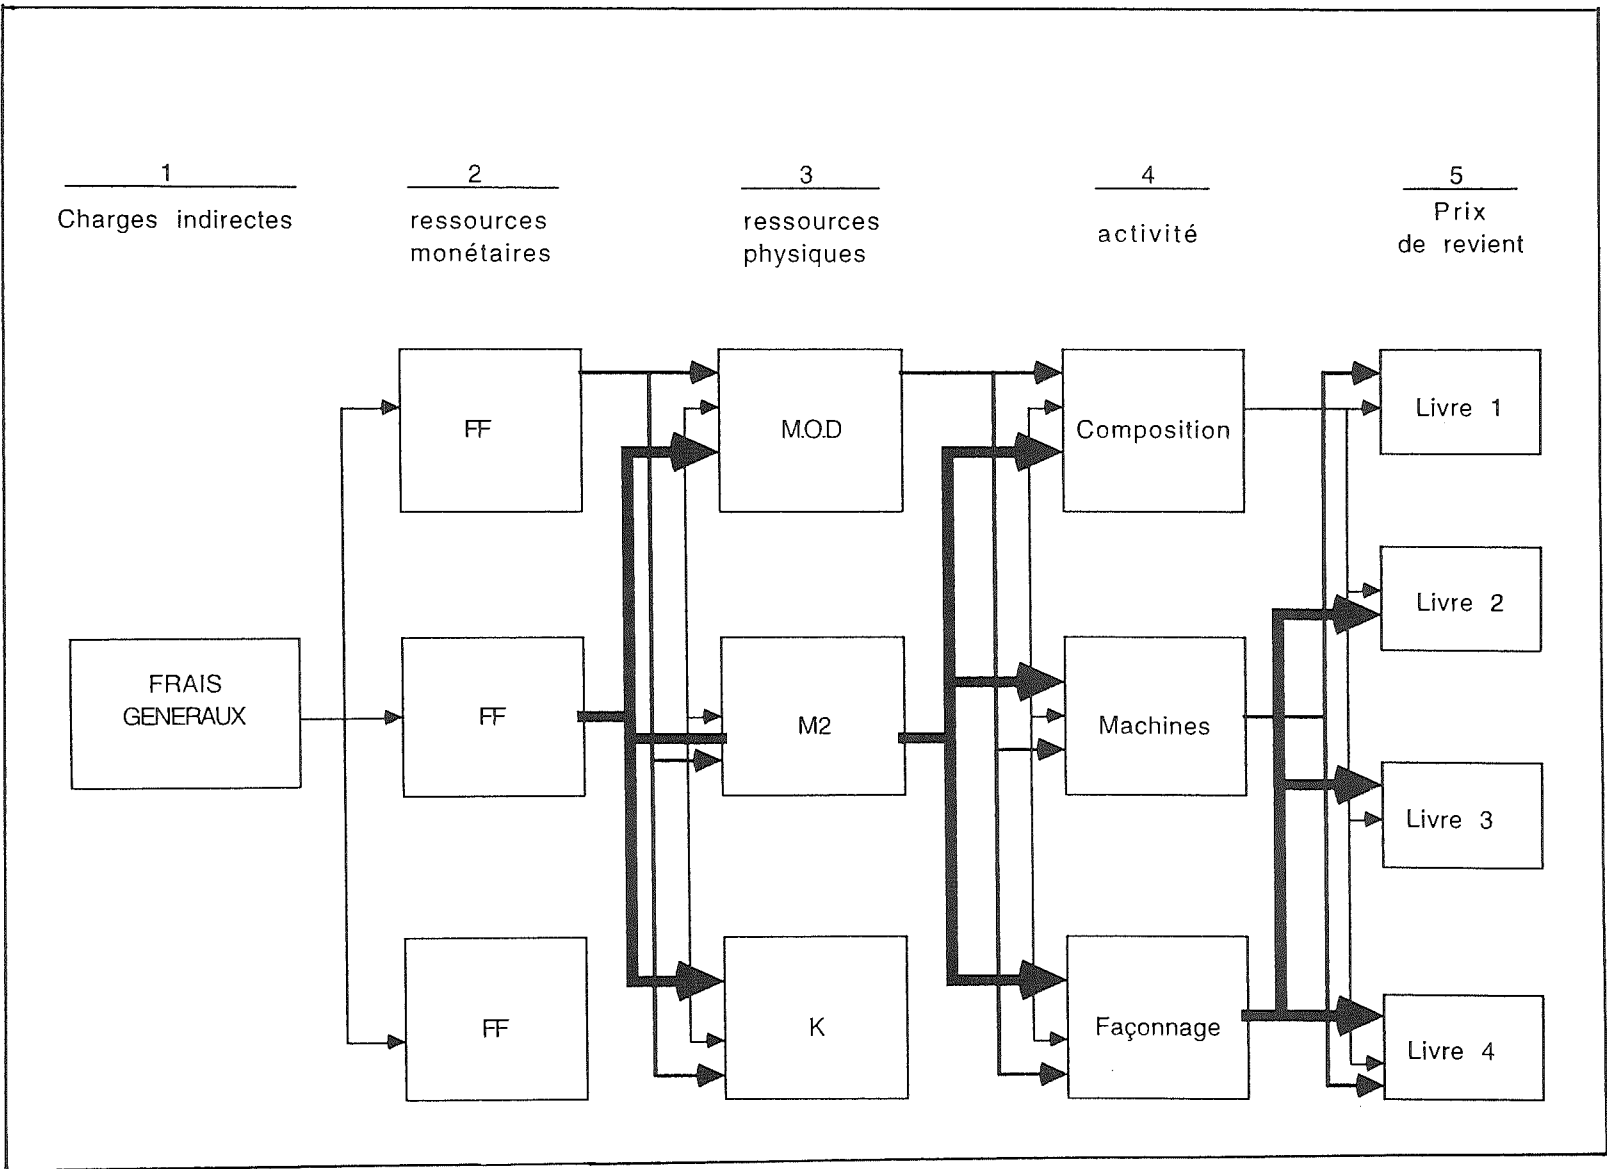 1
Charges indirectes
2
ressources
monétaires
3
ressources
physiques
4
activité
5
Prix
de revient
FRAIS
GENERAUX
FF
FF
FF
M.O.D
M2
K
Composition
Machines
Façonnage
Livre 1
Livre 2
Livre 3
Livre 4